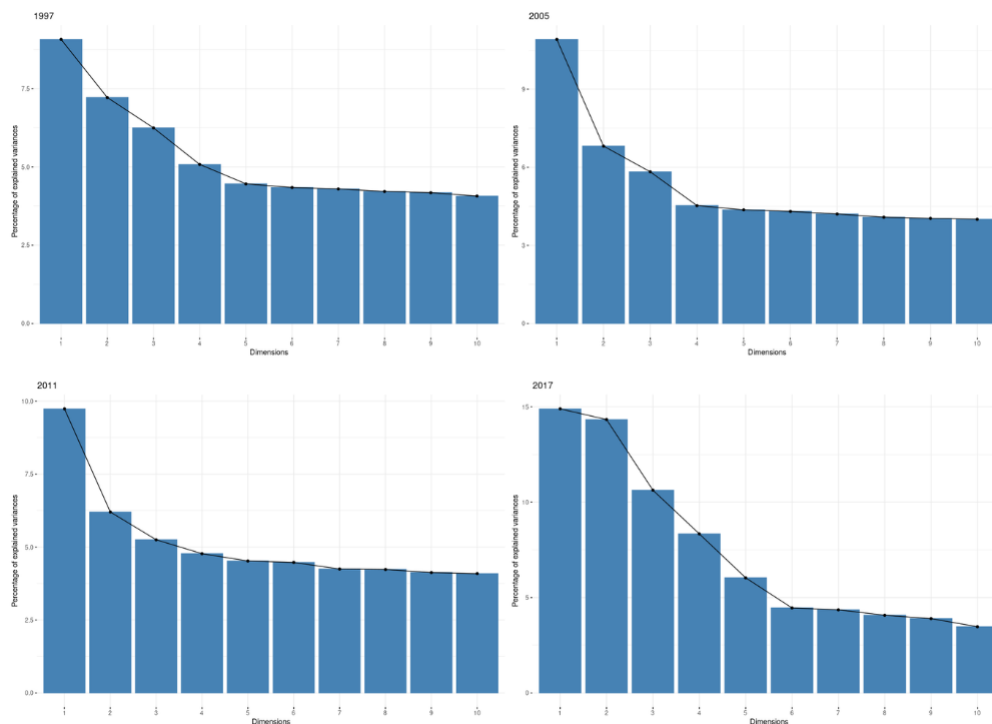 1997
7.5
5.0
2.5
0.0
Percentage of explained variances
1 2 3 4 5 6 7 8 9 10
Dimensions
2005
9
6
3
0
Percentage of explained variances
1 2 3 4 5 6 7 8 9 10
Dimensions
2011
10.0
7.5
5.0
2.5
0.0
Percentage of explained variances
1 2 3 4 5 6 7 8 9 10
Dimensions
2017
15
10
5
0
Percentage of explained variances
1 2 3 4 5 6 7 8 9 10
Dimensions